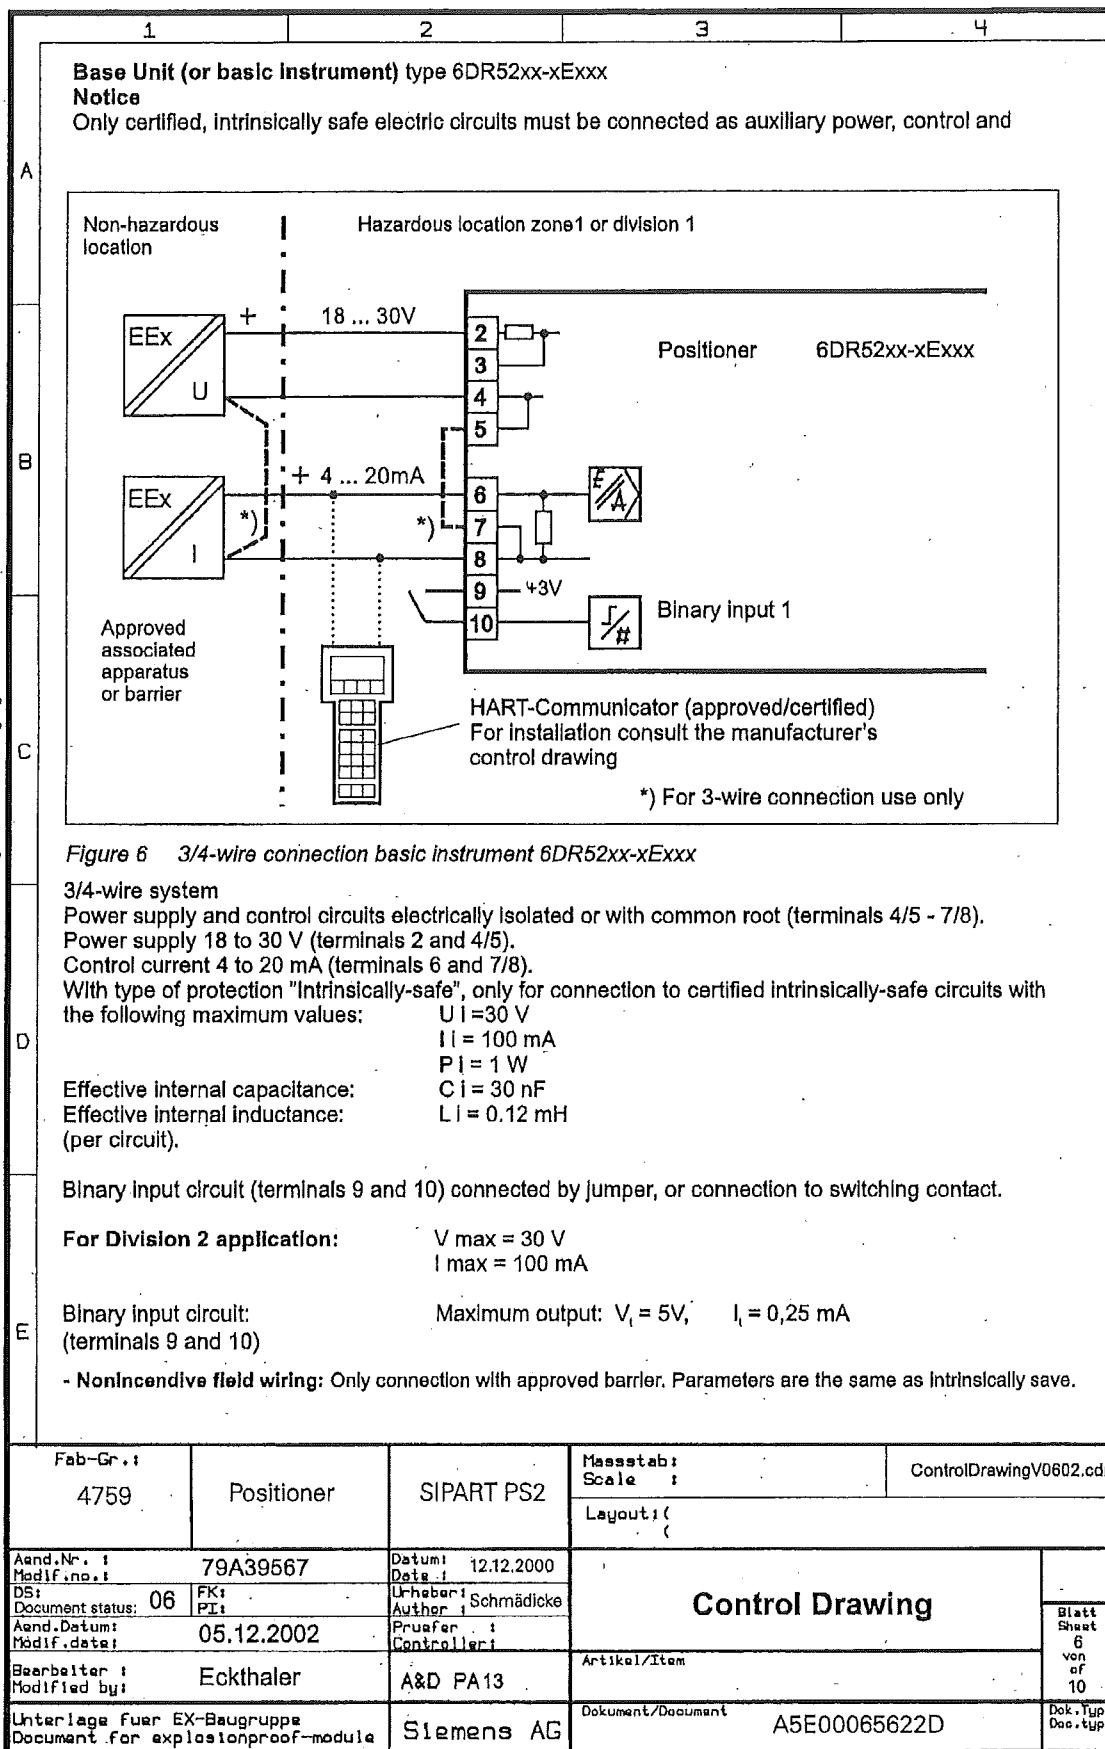 1 2 3 4
Base Unit (or basic instrument) type 6DR52xx-xExxx
Notice
Only certified, intrinsically safe electric circuits must be connected as auxiliary power, control and
A
Non-hazardous
location
Hazardous location zone1 or division 1
+
18 ... 30V
EEx
U
2
3
4
5
Positioner 6DR52xx-xExxx
B
+ 4 ... 20mA
EEx
I
*)
*)
6
7
8
9
10
E
A
+3V
#
Binary input 1
Approved
associated
apparatus
or barrier
C
HART-Communicator (approved/certified)
For installation consult the manufacturer's
control drawing
*) For 3-wire connection use only
Figure 6 3/4-wire connection basic instrument 6DR52xx-xExxx
3/4-wire system
Power supply and control circuits electrically isolated or with common root (terminals 4/5 - 7/8).
Power supply 18 to 30 V (terminals 2 and 4/5).
Control current 4 to 20 mA (terminals 6 and 7/8).
With type of protection "Intrinsically-safe", only for connection to certified intrinsically-safe circuits with
the following maximum values: U i =30 V
D
I i = 100 mA
P i = 1 W
Effective internal capacitance: C i = 30 nF
Effective internal inductance: L i = 0.12 mH
(per circuit).
Binary input circuit (terminals 9 and 10) connected by jumper, or connection to switching contact.
For Division 2 application: V max = 30 V
I max = 100 mA
E
Binary input circuit: Maximum output: Vt = 5V, It = 0,25 mA
(terminals 9 and 10)
- Nonincendive field wiring: Only connection with approved barrier. Parameters are the same as intrinsically save.
Fab-Gr.:
4759
Positioner
SIPART PS2
Massstab:
Scale :
ControlDrawingV0602.cd
Layout:(
(
Aend.Nr. :
Modif.no.:
79A39567
Datum:
Date :
12.12.2000
DS:
Document status: 06
FK:
PI:
Urheber:
Author :
Schmädicke
Aend.Datum:
Modif.date:
05.12.2002
Pruefer :
Controller:
Control Drawing
Blatt
Sheet
6
von
of
10
Bearbeiter :
Modified by:
Eckthaler
A&D PA13
Artikel/Item
Unterlage fuer EX-Baugruppe
Document for explosionproof-module
Siemens AG
Dokument/Document
A5E00065622D
Dok.Typ
Doc.typ